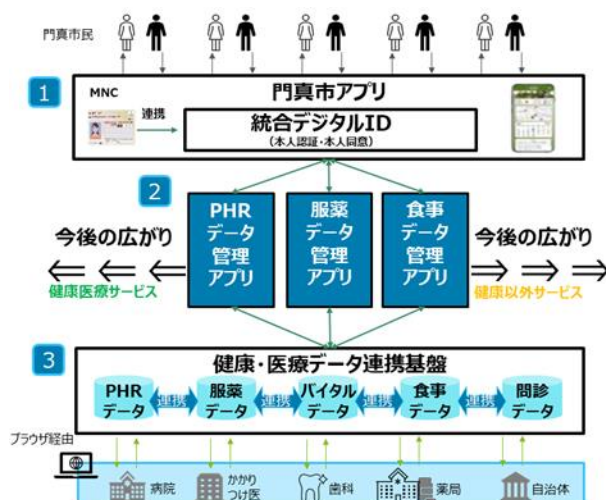 門真市民
1
MNC
門真市アプリ
連携
統合デジタルID
(本人認証・本人同意)
2
PHR
データ
管理
アプリ
服薬
データ
管理
アプリ
食事
データ
管理
アプリ
今後の広がり
健康医療サービス
今後の広がり
健康以外サービス
3
健康・医療データ連携基盤
PHR
データ
連携
服薬
データ
連携
バイタル
データ
連携
食事
データ
連携
問診
データ
ブラウザ経由
病院
かかり
つけ医
歯科
薬局
自治体